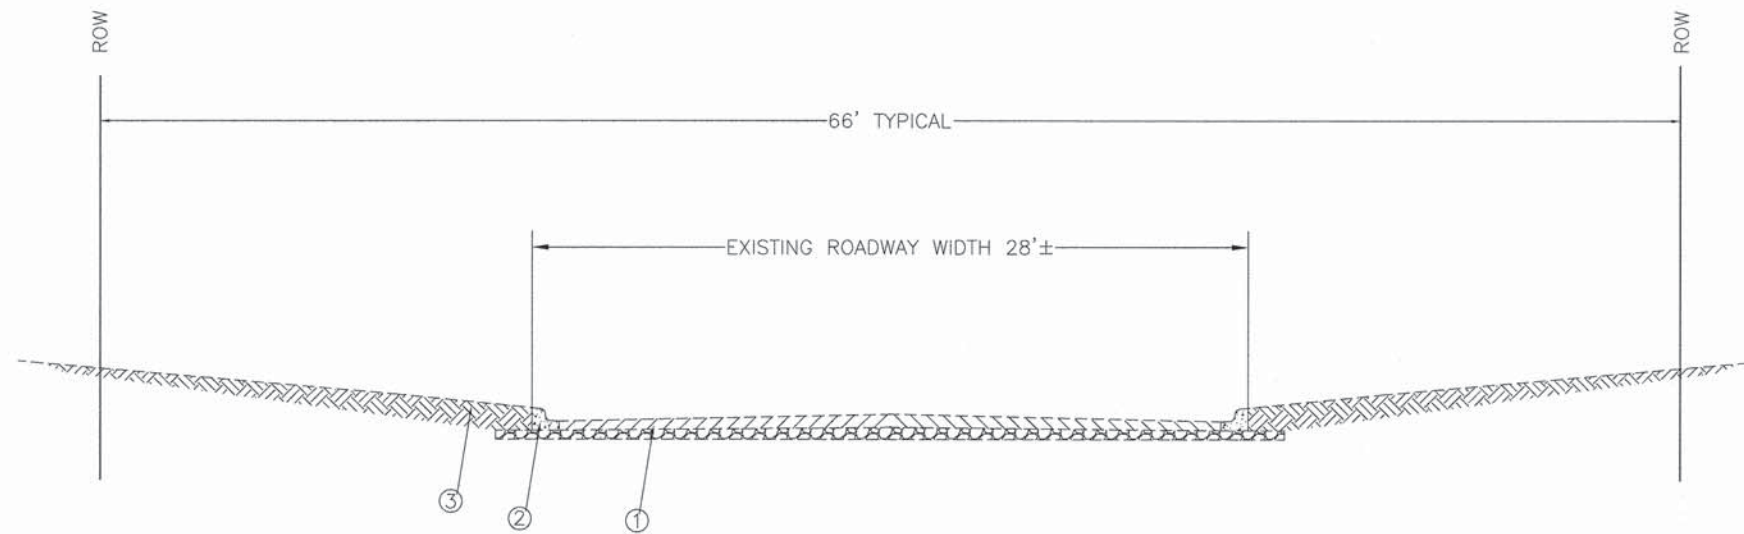 ROW
ROW
66' TYPICAL
EXISTING ROADWAY WIDTH 28'±
3
2
1